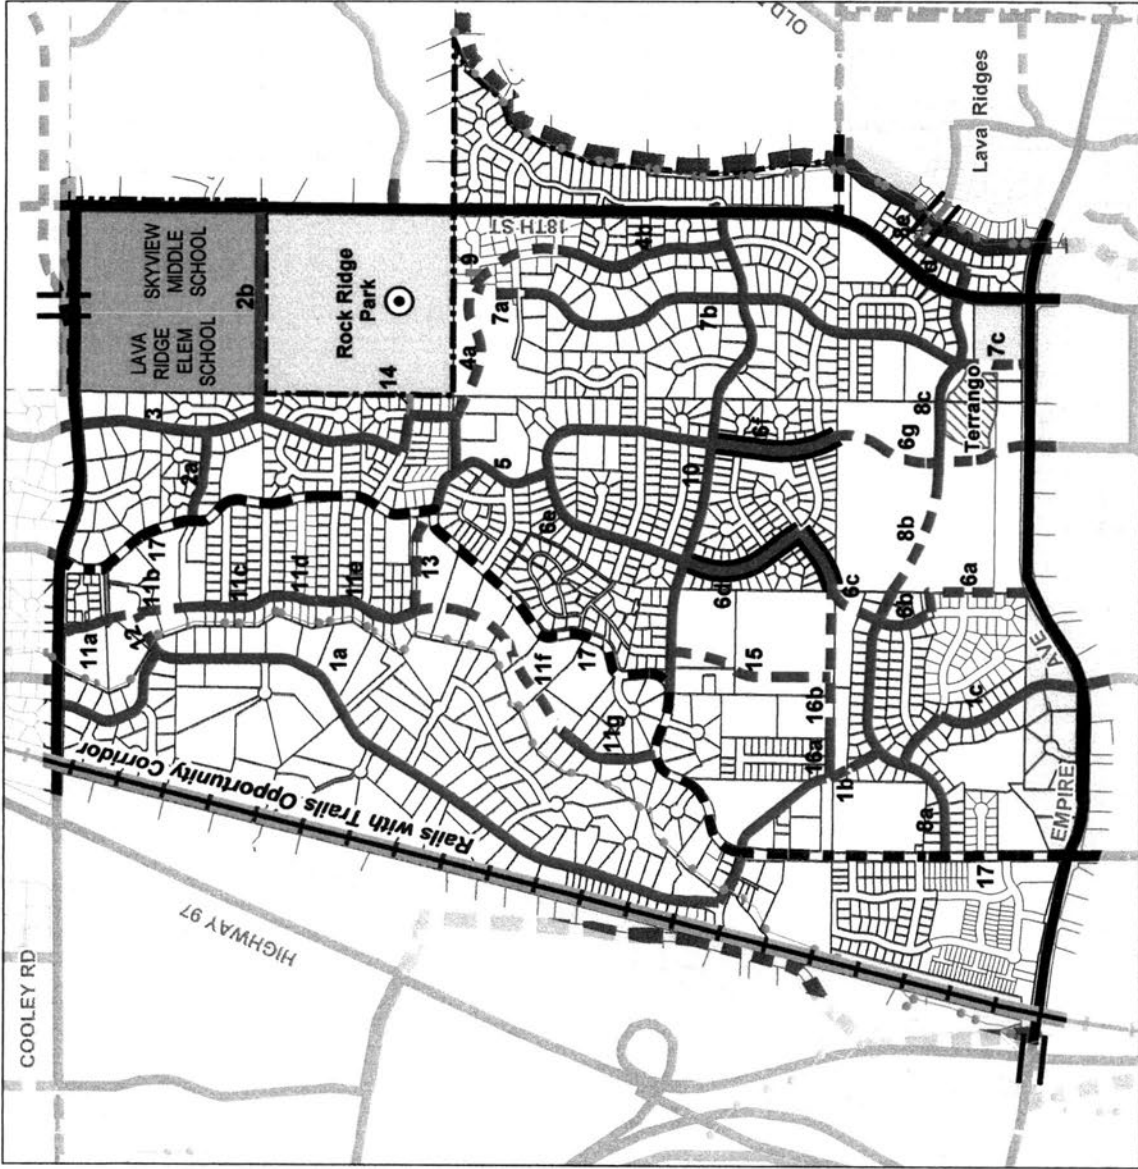 COOLEY RD
HIGHWAY 97
Rails with Trails Opportunity Corridor
LAVA
RIDGE
ELEM
SCHOOL
SKYVIEW
MIDDLE
SCHOOL
2b
Rock Ridge
Park
14
18TH ST
OLD
Lava Ridges
3
2a
17
11b
11a
12
11c
11d
11e
13
1a
11f
17
11g
5
6e
4a
9
7a
4b
7b
10
6f
6d
6c
15
16b
16a
1b
8a
8b
6b
6a
6g
8c
7c
Terrango
1c
17
EMPIRE
AVE